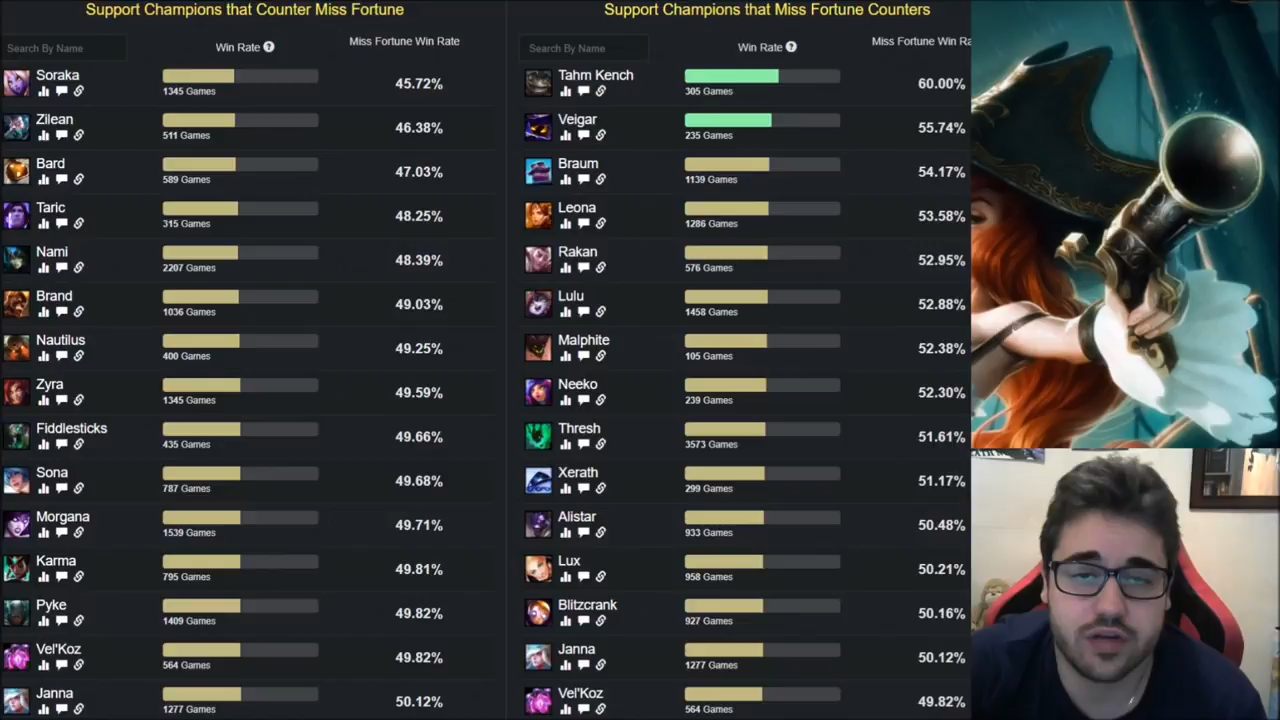 Support Champions that Counter Miss Fortune
Search By Name
Win Rate ?
Miss Fortune Win Rate
Soraka
1345 Games
45.72%
Zilean
511 Games
46.38%
Bard
589 Games
47.03%
Taric
315 Games
48.25%
Nami
2207 Games
48.39%
Brand
1036 Games
49.03%
Nautilus
400 Games
49.25%
Zyra
1345 Games
49.59%
Fiddlesticks
435 Games
49.66%
Sona
787 Games
49.68%
Morgana
1539 Games
49.71%
Karma
795 Games
49.81%
Pyke
1409 Games
49.82%
Vel'Koz
564 Games
49.82%
Janna
1277 Games
50.12%
Support Champions that Miss Fortune Counters
Search By Name
Win Rate ?
Miss Fortune Win Ra
Tahm Kench
305 Games
60.00%
Veigar
235 Games
55.74%
Braum
1139 Games
54.17%
Leona
1286 Games
53.58%
Rakan
576 Games
52.95%
Lulu
1458 Games
52.88%
Malphite
105 Games
52.38%
Neeko
239 Games
52.30%
Thresh
3573 Games
51.61%
Xerath
299 Games
51.17%
Alistar
933 Games
50.48%
Lux
958 Games
50.21%
Blitzcrank
927 Games
50.16%
Janna
1277 Games
50.12%
Vel'Koz
564 Games
49.82%